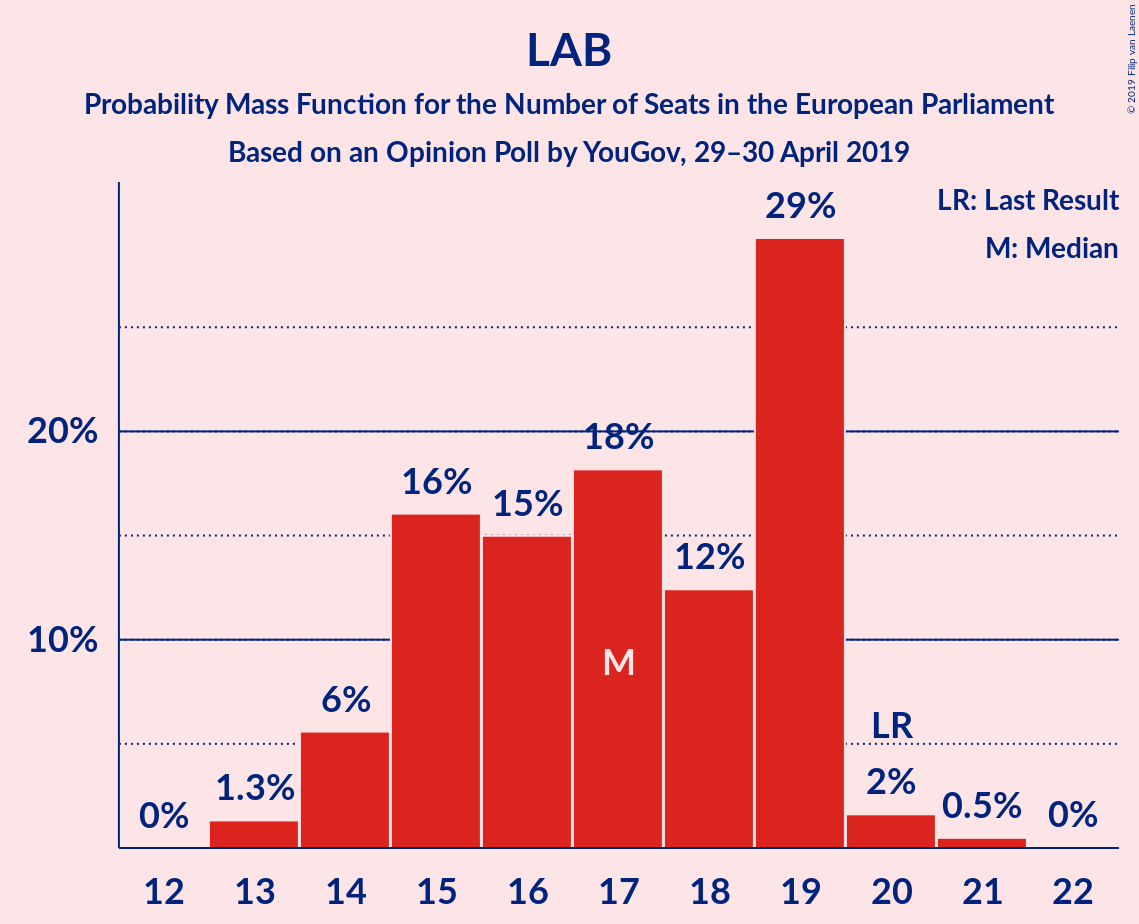 LAB
Probability Mass Function for the Number of Seats in the European Parliament
Based on an Opinion Poll by YouGov, 29–30 April 2019
© 2019 Filip van Laenen
LR: Last Result
M: Median
20%
10%
0%
1.3%
6%
16%
15%
18%
12%
29%
LR
2%
0.5%
0%
M
12 13 14 15 16 17 18 19 20 21 22